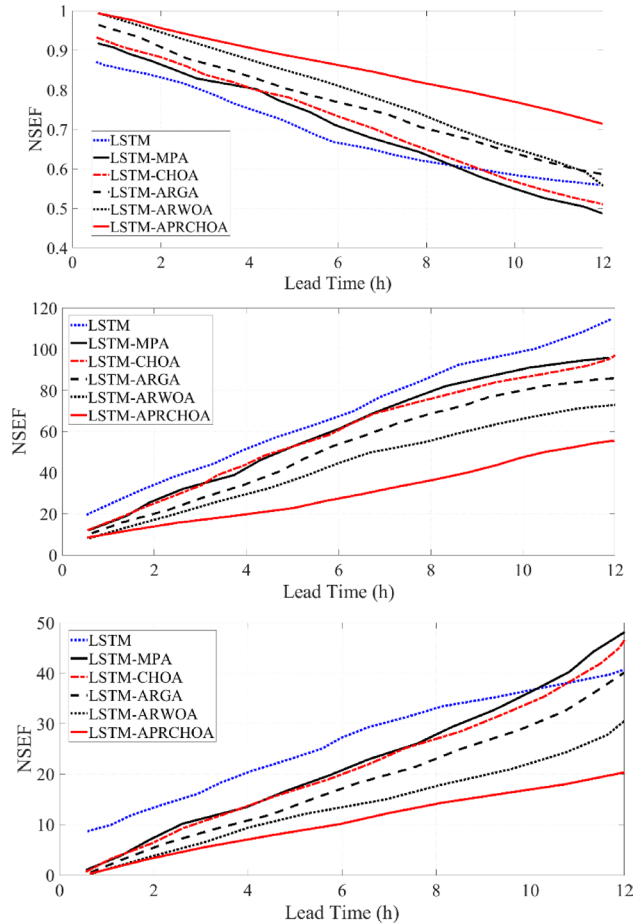 1
0.9
0.8
0.7
0.6
0.5
0.4
NSEF
LSTM
LSTM-MPA
LSTM-CHOA
LSTM-ARGA
LSTM-ARWOA
LSTM-APRCHOA
0 2 4 6 8 10 12
Lead Time (h)
120
100
80
60
40
20
0
NSEF
LSTM
LSTM-MPA
LSTM-CHOA
LSTM-ARGA
LSTM-ARWOA
LSTM-APRCHOA
0 2 4 6 8 10 12
Lead Time (h)
50
40
30
20
10
0
NSEF
LSTM
LSTM-MPA
LSTM-CHOA
LSTM-ARGA
LSTM-ARWOA
LSTM-APRCHOA
0 2 4 6 8 10 12
Lead Time (h)